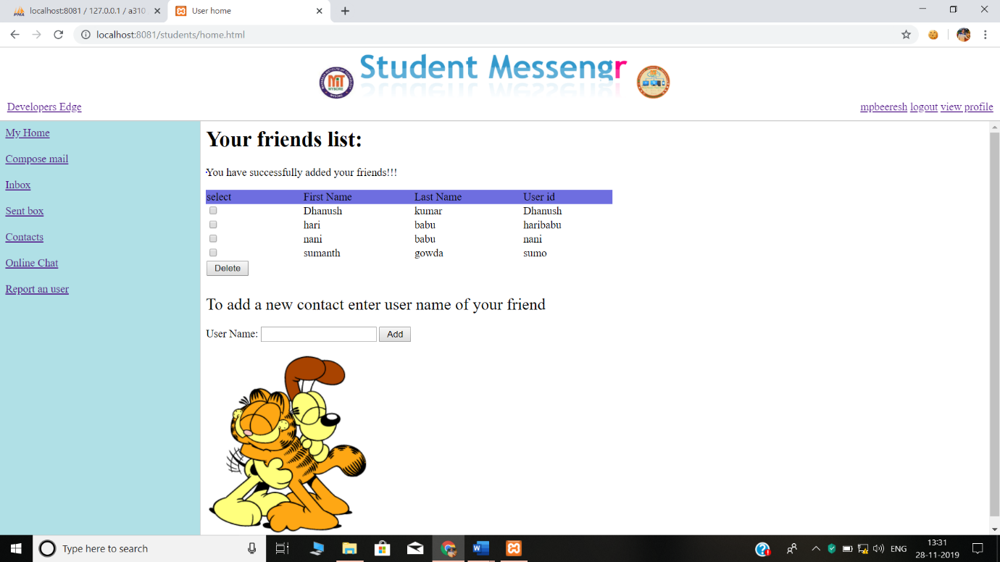 localhost:8081 / 127.0.0.1 / a310
User home
localhost:8081/students/home.html
Student Messengr
MIT
MYSORE
Developers Edge
mpbeeresh logout view profile
My Home
Compose mail
Inbox
Sent box
Contacts
Online Chat
Report an user
Your friends list:
You have successfully added your friends!!!
select First Name Last Name User id
Dhanush kumar Dhanush
hari babu haribabu
nani babu nani
sumanth gowda sumo
Delete
To add a new contact enter user name of your friend
User Name: Add
Type here to search
ENG
13:31
28-11-2019